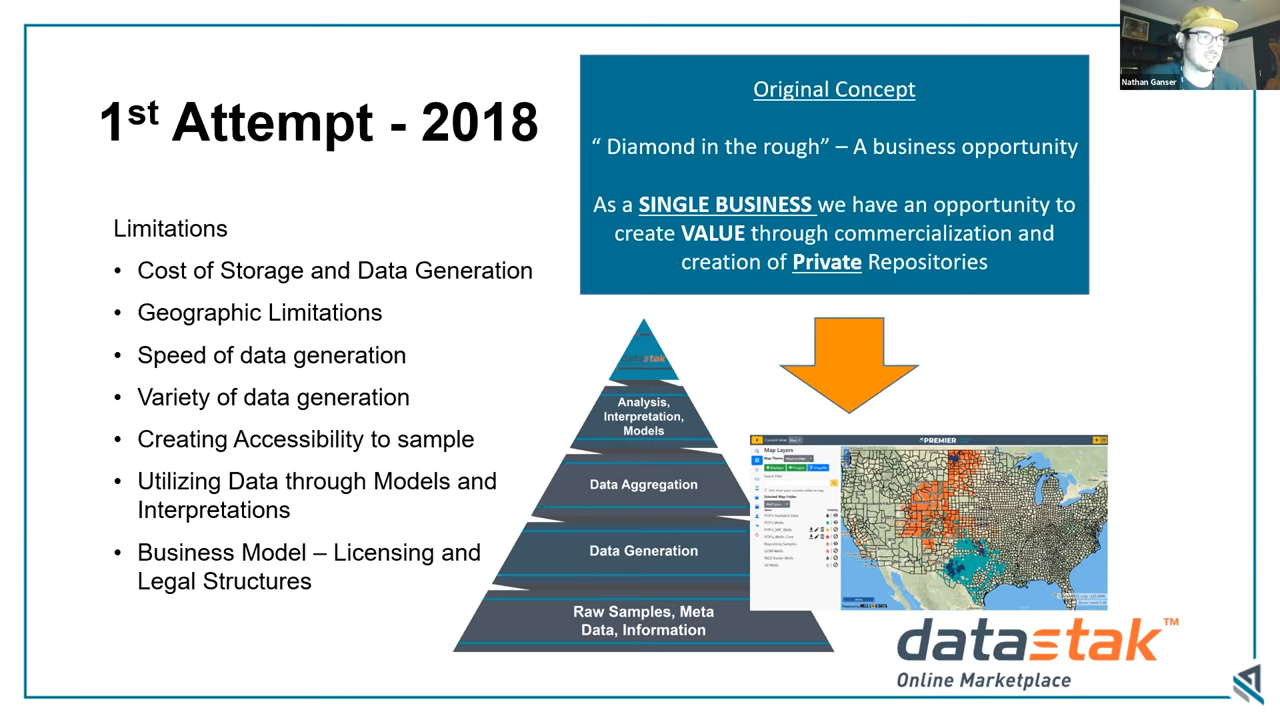 1st Attempt - 2018
Limitations
• Cost of Storage and Data Generation
• Geographic Limitations
• Speed of data generation
• Variety of data generation
• Creating Accessibility to sample
• Utilizing Data through Models and
Interpretations
• Business Model – Licensing and
Legal Structures
Original Concept
“ Diamond in the rough” – A business opportunity
As a SINGLE BUSINESS we have an opportunity to
create VALUE through commercialization and
creation of Private Repositories
Nathan Ganser
datastak
Analysis,
Interpretation,
Models
Data Aggregation
Data Generation
Raw Samples, Meta
Data, Information
PREMIER
Map Layers
datastak™
Online Marketplace